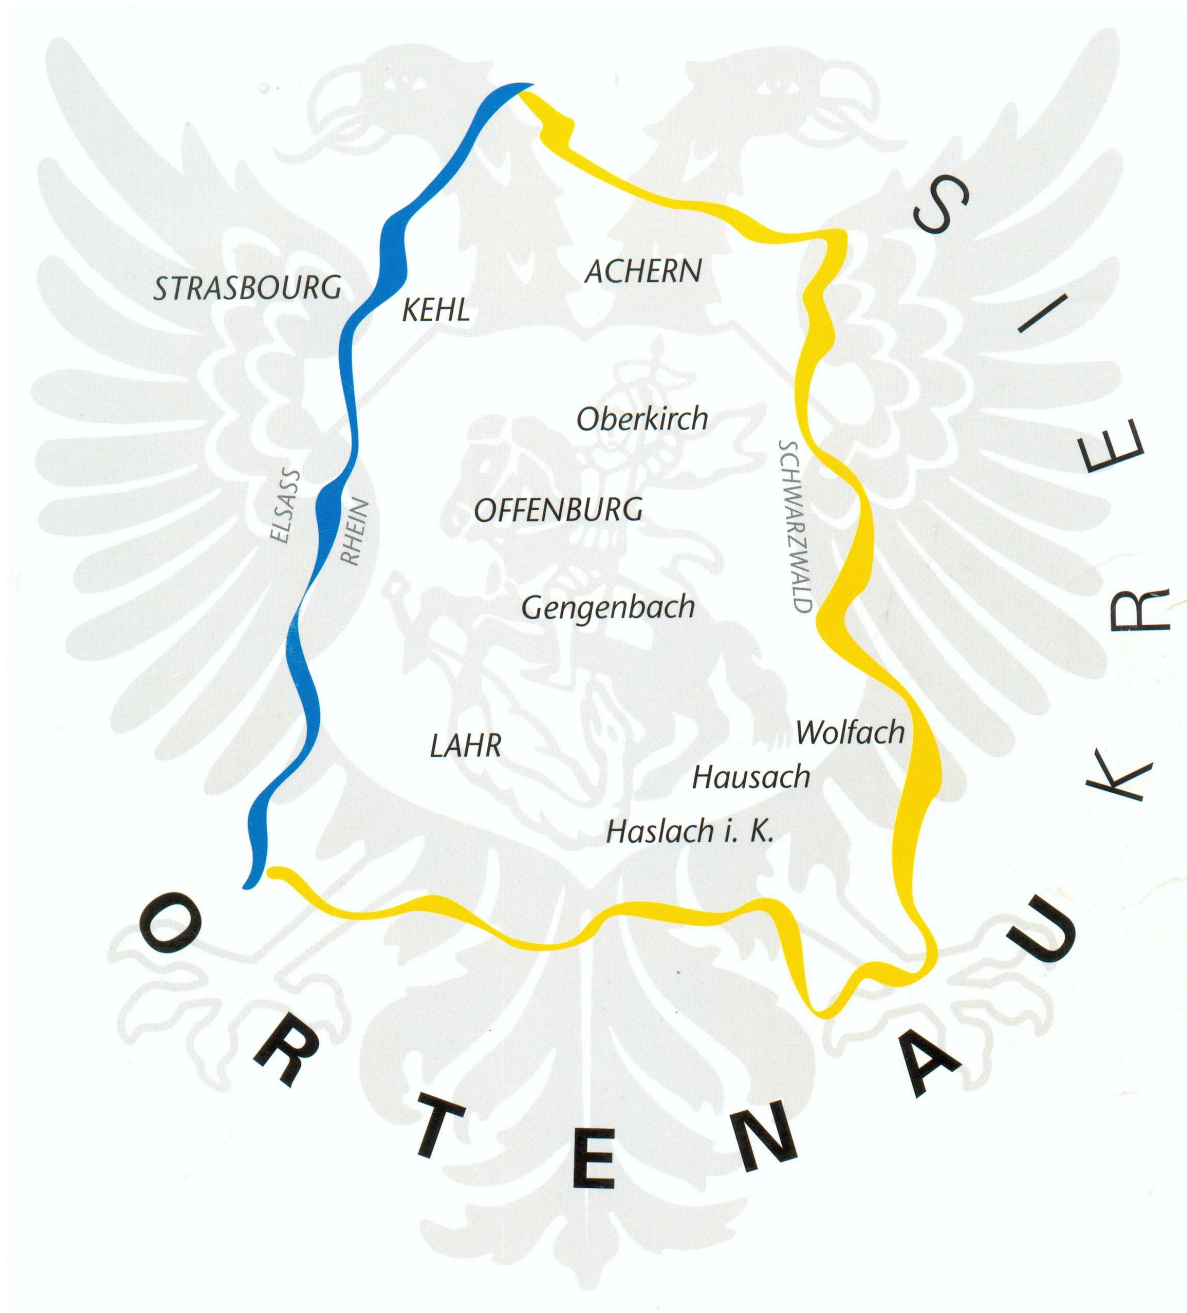 ACHERN
STRASBOURG
KEHL
Oberkirch
OFFENBURG
ELSASS
RHEIN
SCHWARZWALD
Gengenbach
Wolfach
LAHR
Hausach
Haslach i. K.
ORTENAUKREIS